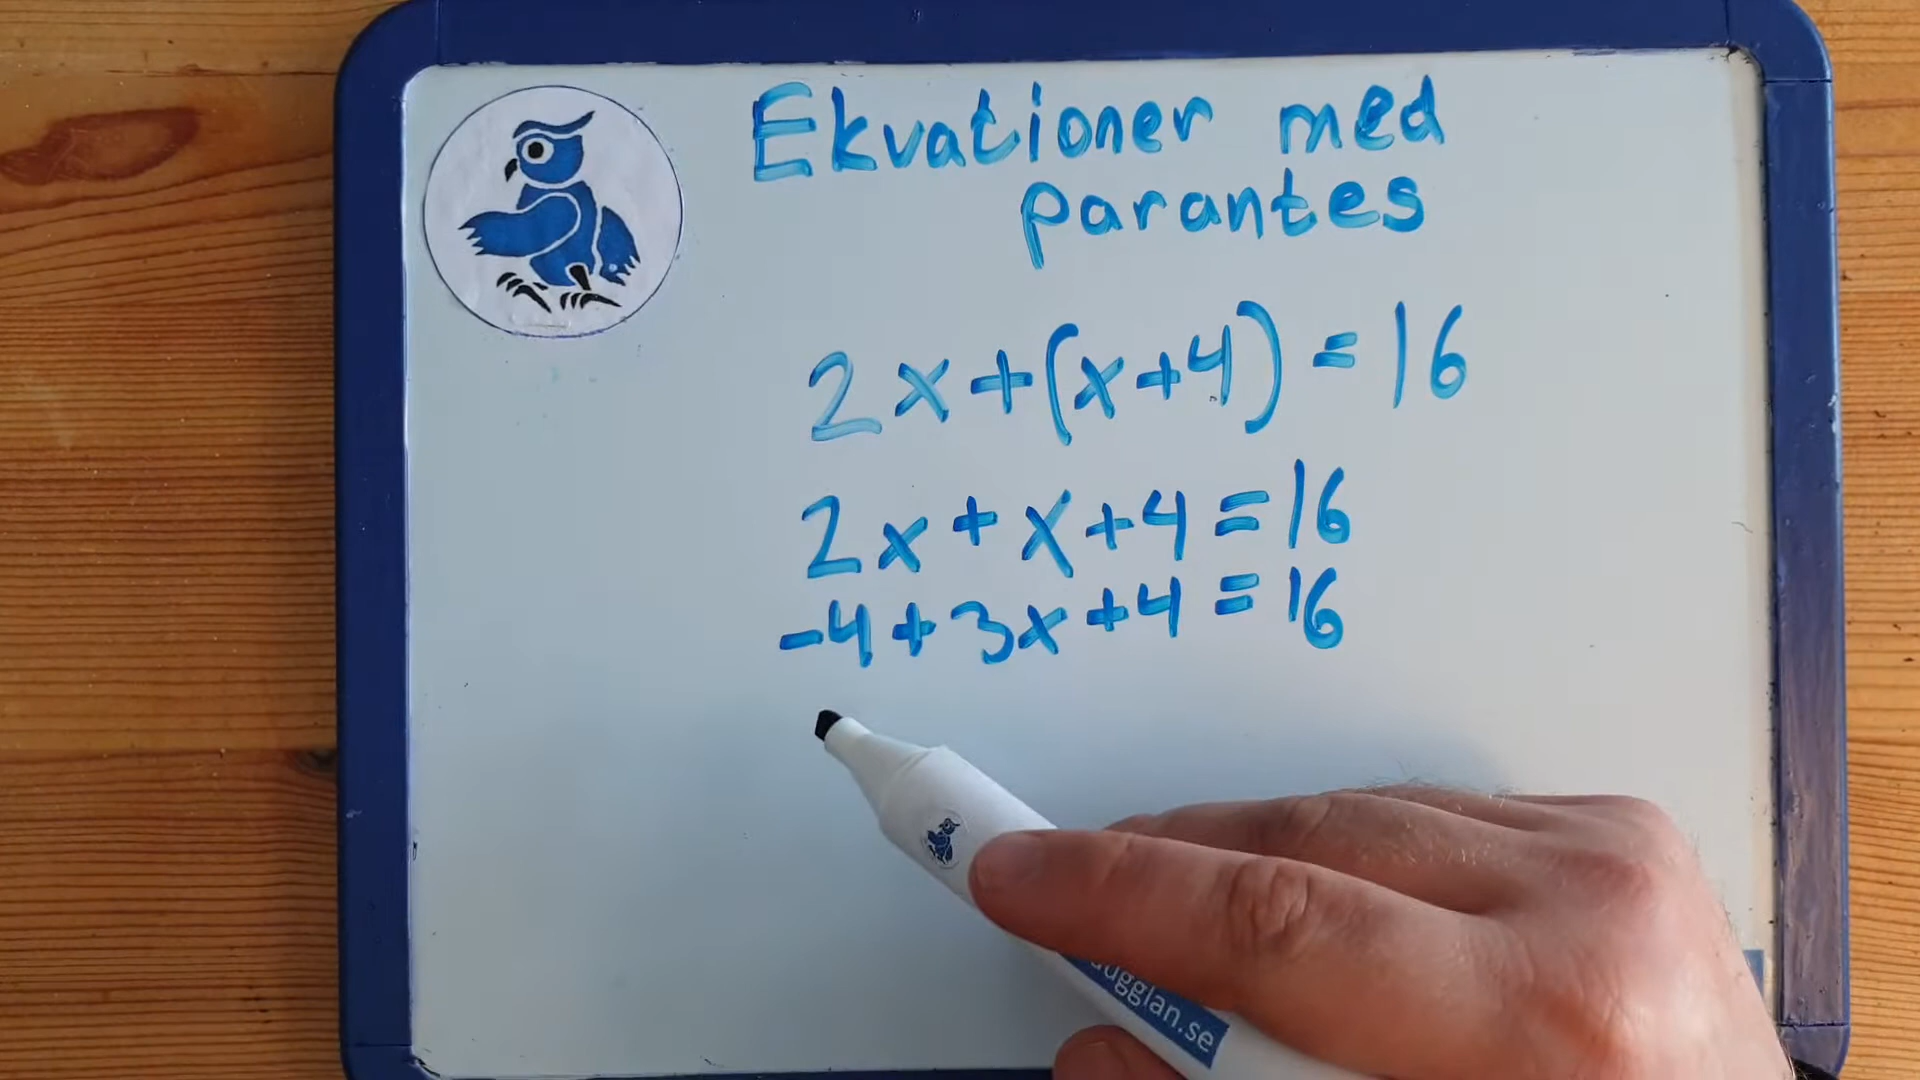 Ekvationer med
parantes
2x+(x+4)=16
2x+x+4=16
-4+3x+4=16
ugglan.se